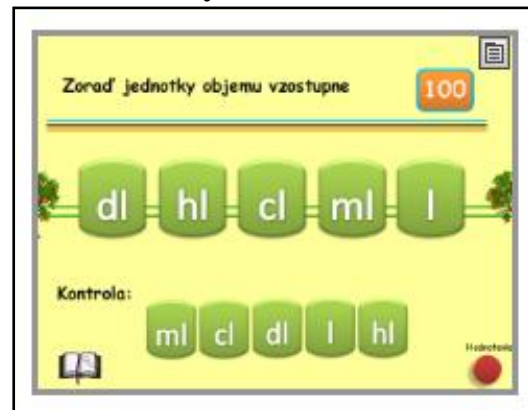 Zoraď jednotky objemu vzostupne
100
dl hl cl ml l
Kontrola:
ml cl dl l hl